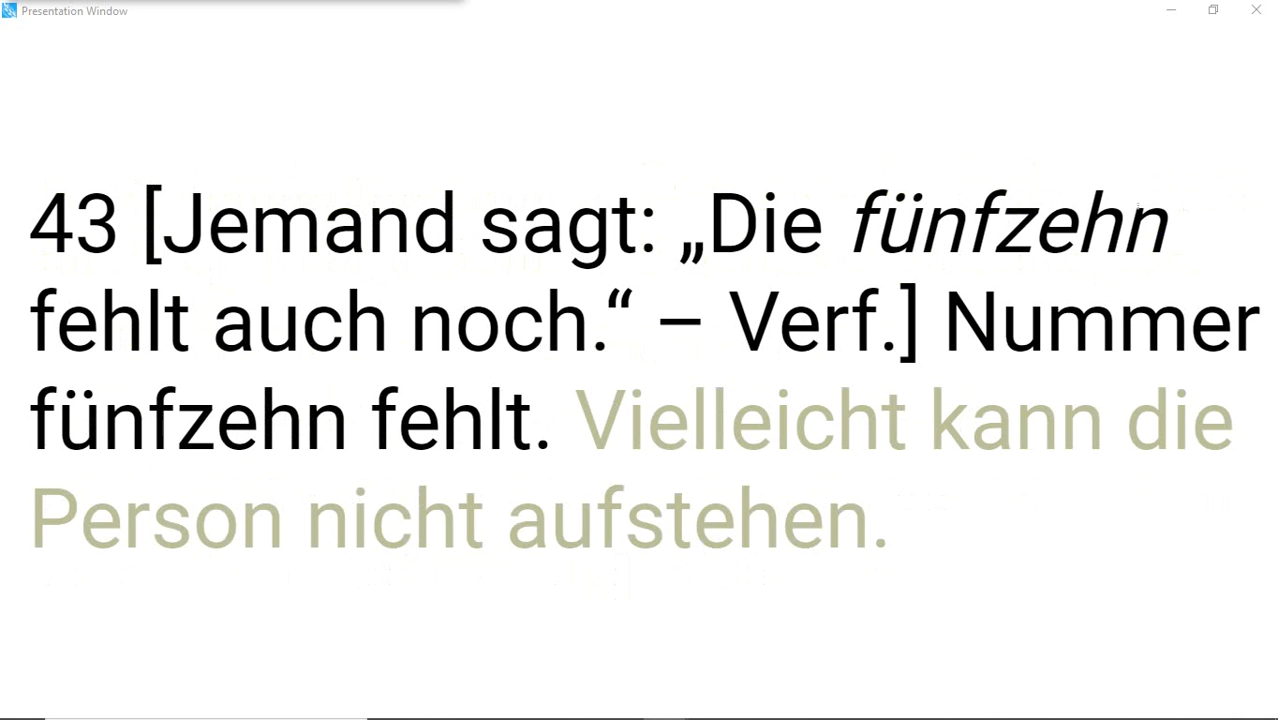 Presentation Window
43 [Jemand sagt: „Die fünfzehn
fehlt auch noch.“ – Verf.] Nummer
fünfzehn fehlt. Vielleicht kann die
Person nicht aufstehen.